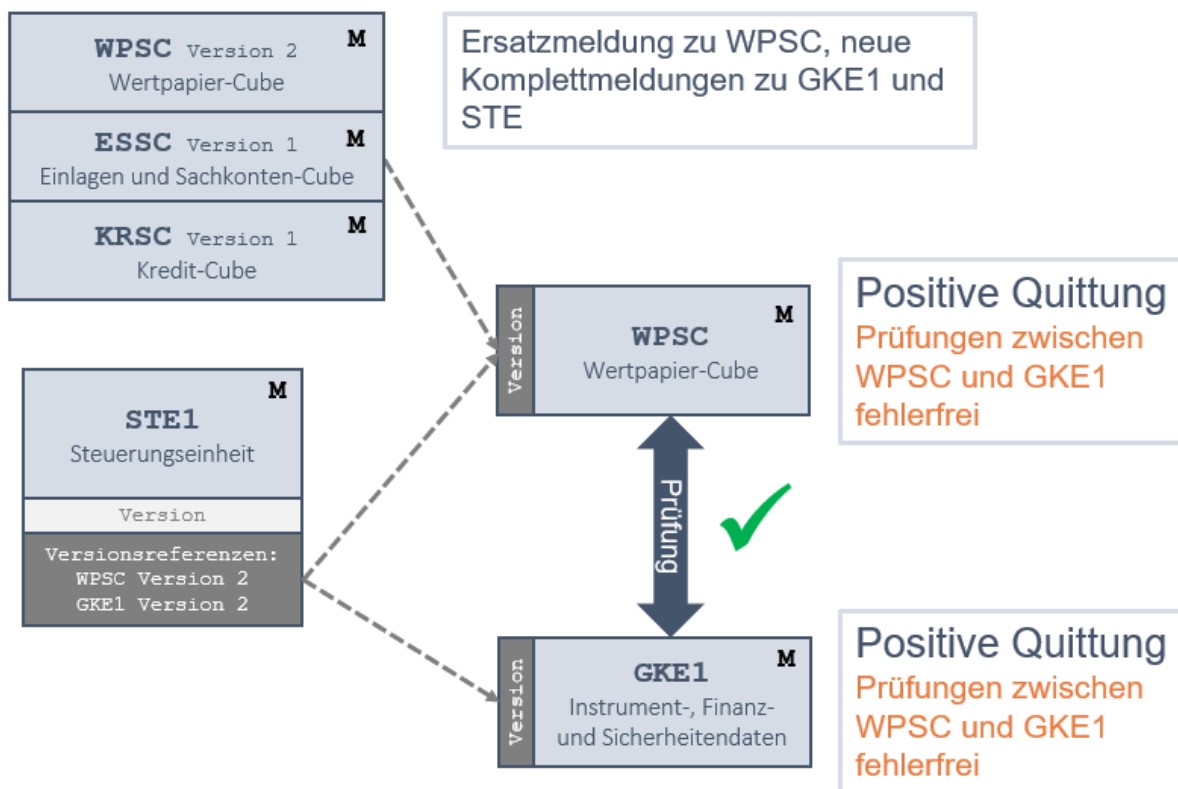 WPSC Version 2 M
Wertpapier-Cube
ESSC Version 1 M
Einlagen und Sachkonten-Cube
KRSC Version 1 M
Kredit-Cube
Ersatzmeldung zu WPSC, neue
Komplettmeldungen zu GKE1 und
STE
STE1 M
Steuerungseinheit
Version
Versionsreferenzen:
WPSC Version 2
GKE1 Version 2
Version
WPSC M
Wertpapier-Cube
Positive Quittung
Prüfungen zwischen
WPSC und GKE1
fehlerfrei
Prüfung
Version
GKE1 M
Instrument-, Finanz-
und Sicherheitendaten
Positive Quittung
Prüfungen zwischen
WPSC und GKE1
fehlerfrei